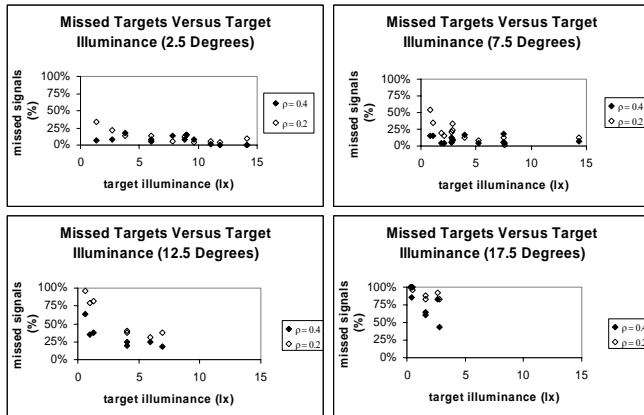 Missed Targets Versus Target
Illuminance (2.5 Degrees)
missed signals
(%)
100%
75%
50%
25%
0%
0 5 10 15
target illuminance (lx)
ρ = 0.4
ρ = 0.2
Missed Targets Versus Target
Illuminance (7.5 Degrees)
missed signals
(%)
100%
75%
50%
25%
0%
0 5 10 15
target illuminance (lx)
ρ = 0.4
ρ = 0.2
Missed Targets Versus Target
Illuminance (12.5 Degrees)
missed signals
(%)
100%
75%
50%
25%
0%
0 5 10 15
target illuminance (lx)
ρ = 0.4
ρ = 0.2
Missed Targets Versus Target
Illuminance (17.5 Degrees)
missed signals
(%)
100%
75%
50%
25%
0%
0 5 10 15
target illuminance (lx)
ρ = 0.4
ρ = 0.2